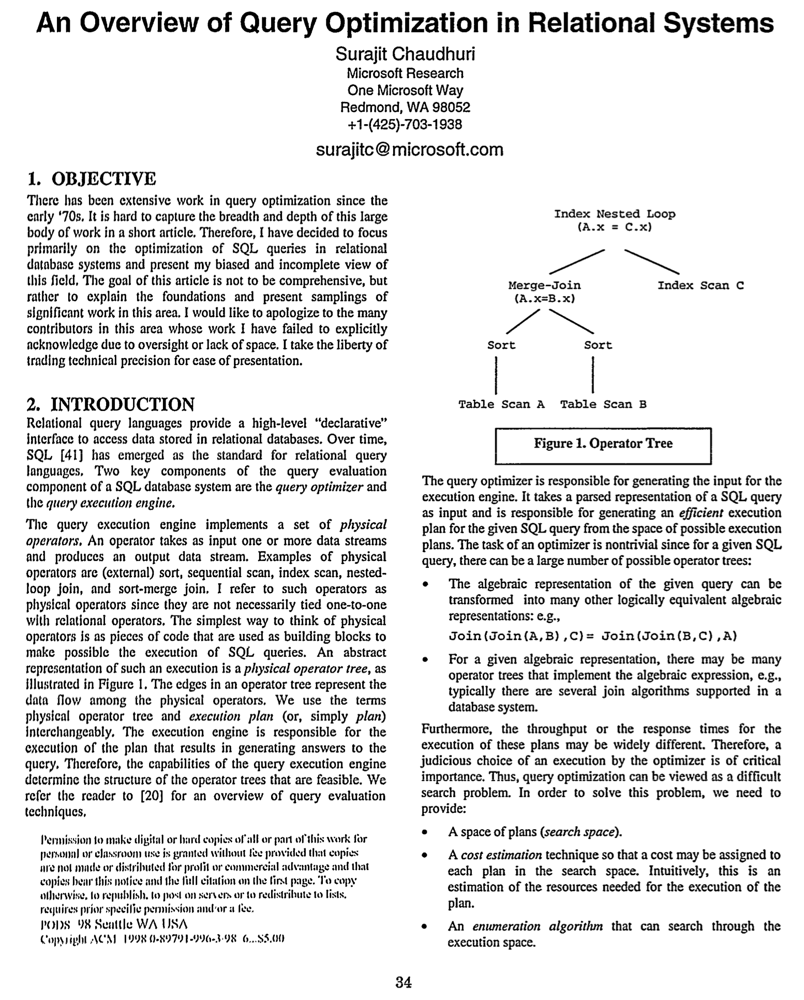 An Overview of Query Optimization in Relational Systems
Surajit Chaudhuri
Microsoft Research
One Microsoft Way
Redmond, WA 98052
+1-(425)-703-1938
surajitc@microsoft.com
1. OBJECTIVE
There has been extensive work in query optimization since the
early ‘70s. It is hard to capture the breadth and depth of this large
body of work in a short article. Therefore, I have decided to focus
primarily on the optimization of SQL queries in relational
database systems and present my biased and incomplete view of
this field. The goal of this article is not to be comprehensive, but
rather to explain the foundations and present samplings of
significant work in this area. I would like to apologize to the many
contributors in this area whose work I have failed to explicitly
acknowledge due to oversight or lack of space. I take the liberty of
trading technical precision for ease of presentation.
2. INTRODUCTION
Relational query languages provide a high-level “declarative”
interface to access data stored in relational databases. Over time,
SQL [41] has emerged as the standard for relational query
languages. Two key components of the query evaluation
component of a SQL database system are the query optimizer and
the query execution engine.
The query execution engine implements a set of physical
operators. An operator takes as input one or more data streams
and produces an output data stream. Examples of physical
operators are (external) sort, sequential scan, index scan, nested-
loop join, and sort-merge join. I refer to such operators as
physical operators since they are not necessarily tied one-to-one
with relational operators. The simplest way to think of physical
operators is as pieces of code that are used as building blocks to
make possible the execution of SQL queries. An abstract
representation of such an execution is a physical operator tree, as
illustrated in Figure 1. The edges in an operator tree represent the
data flow among the physical operators. We use the terms
physical operator tree and execution plan (or, simply plan)
interchangeably. The execution engine is responsible for the
execution of the plan that results in generating answers to the
query. Therefore, the capabilities of the query execution engine
determine the structure of the operator trees that are feasible. We
refer the reader to [20] for an overview of query evaluation
techniques.
Permission to make digital or hard copies of all or part of this work for
personal or classroom use is granted without fee provided that copies
are not made or distributed for profit or commercial advantage and that
copies bear this notice and the full citation on the first page. To copy
otherwise, to republish, to post on servers or to redistribute to lists,
requires prior specific permission and/or a fee.
PODS 98 Seattle WA USA
Copyright ACM 1998 0-89791-996-3/98 6...$5.00
Index Nested Loop
(A.x = C.x)
Merge-Join Index Scan C
(A.x=B.x)
Sort Sort
Table Scan A Table Scan B
Figure 1. Operator Tree
The query optimizer is responsible for generating the input for the
execution engine. It takes a parsed representation of a SQL query
as input and is responsible for generating an efficient execution
plan for the given SQL query from the space of possible execution
plans. The task of an optimizer is nontrivial since for a given SQL
query, there can be a large number of possible operator trees:
• The algebraic representation of the given query can be
transformed into many other logically equivalent algebraic
representations: e.g.,
Join(Join(A,B),C)= Join(Join(B,C),A)
• For a given algebraic representation, there may be many
operator trees that implement the algebraic expression, e.g.,
typically there are several join algorithms supported in a
database system.
Furthermore, the throughput or the response times for the
execution of these plans may be widely different. Therefore, a
judicious choice of an execution by the optimizer is of critical
importance. Thus, query optimization can be viewed as a difficult
search problem. In order to solve this problem, we need to
provide:
• A space of plans (search space).
• A cost estimation technique so that a cost may be assigned to
each plan in the search space. Intuitively, this is an
estimation of the resources needed for the execution of the
plan.
• An enumeration algorithm that can search through the
execution space.
34